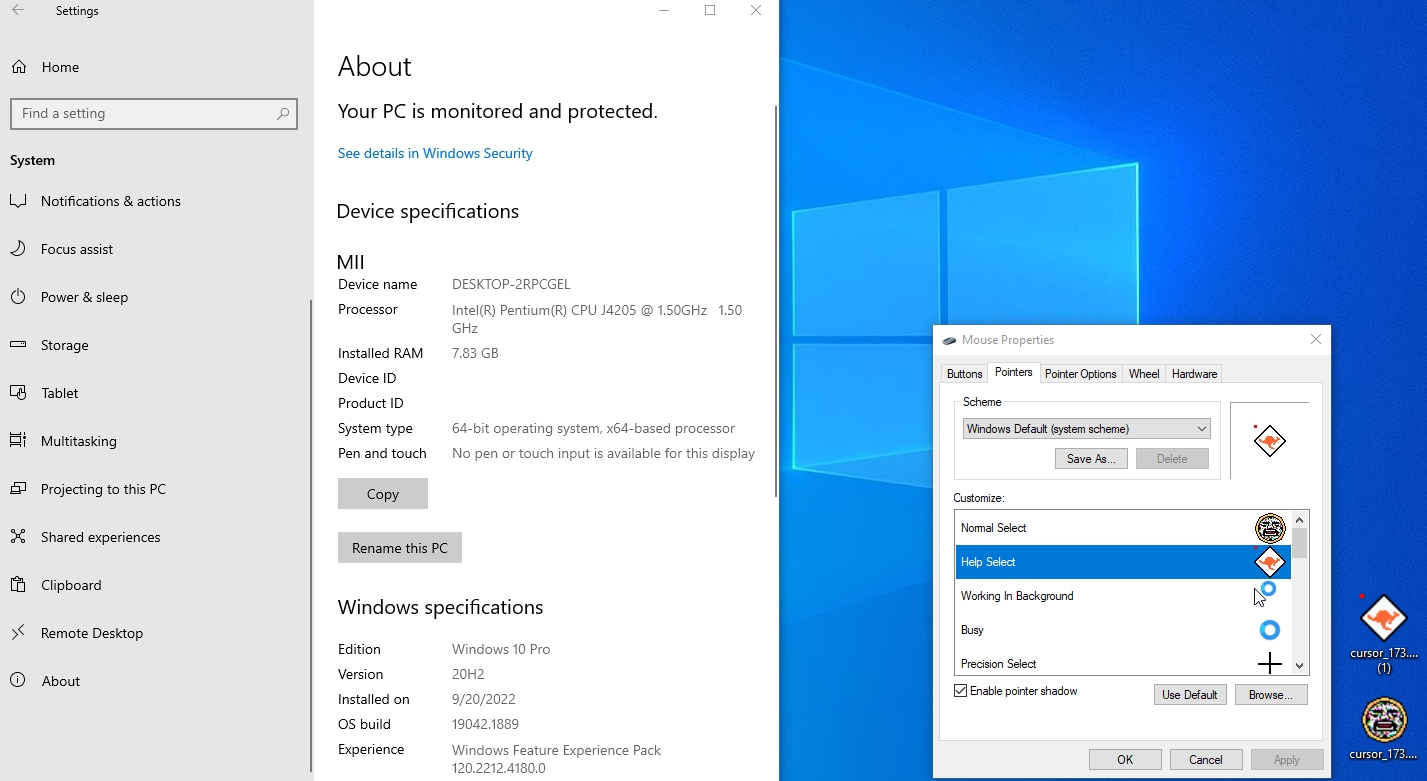 Settings
Home
Find a setting
System
Notifications & actions
Focus assist
Power & sleep
Storage
Tablet
Multitasking
Projecting to this PC
Shared experiences
Clipboard
Remote Desktop
About
About
Your PC is monitored and protected.
See details in Windows Security
Device specifications
MII
Device name DESKTOP-2RPCGEL
Processor Intel(R) Pentium(R) CPU J4205 @ 1.50GHz 1.50
GHz
Installed RAM 7.83 GB
Device ID
Product ID
System type 64-bit operating system, x64-based processor
Pen and touch No pen or touch input is available for this display
Copy
Rename this PC
Windows specifications
Edition Windows 10 Pro
Version 20H2
Installed on 9/20/2022
OS build 19042.1889
Experience Windows Feature Experience Pack
120.2212.4180.0
Mouse Properties
Buttons Pointers Pointer Options Wheel Hardware
Scheme
Windows Default (system scheme)
Save As... Delete
Customize:
Normal Select
Help Select
Working In Background
Busy
Precision Select
Enable pointer shadow
Use Default Browse...
OK Cancel Apply
cursor_173....
(1)
cursor_173....